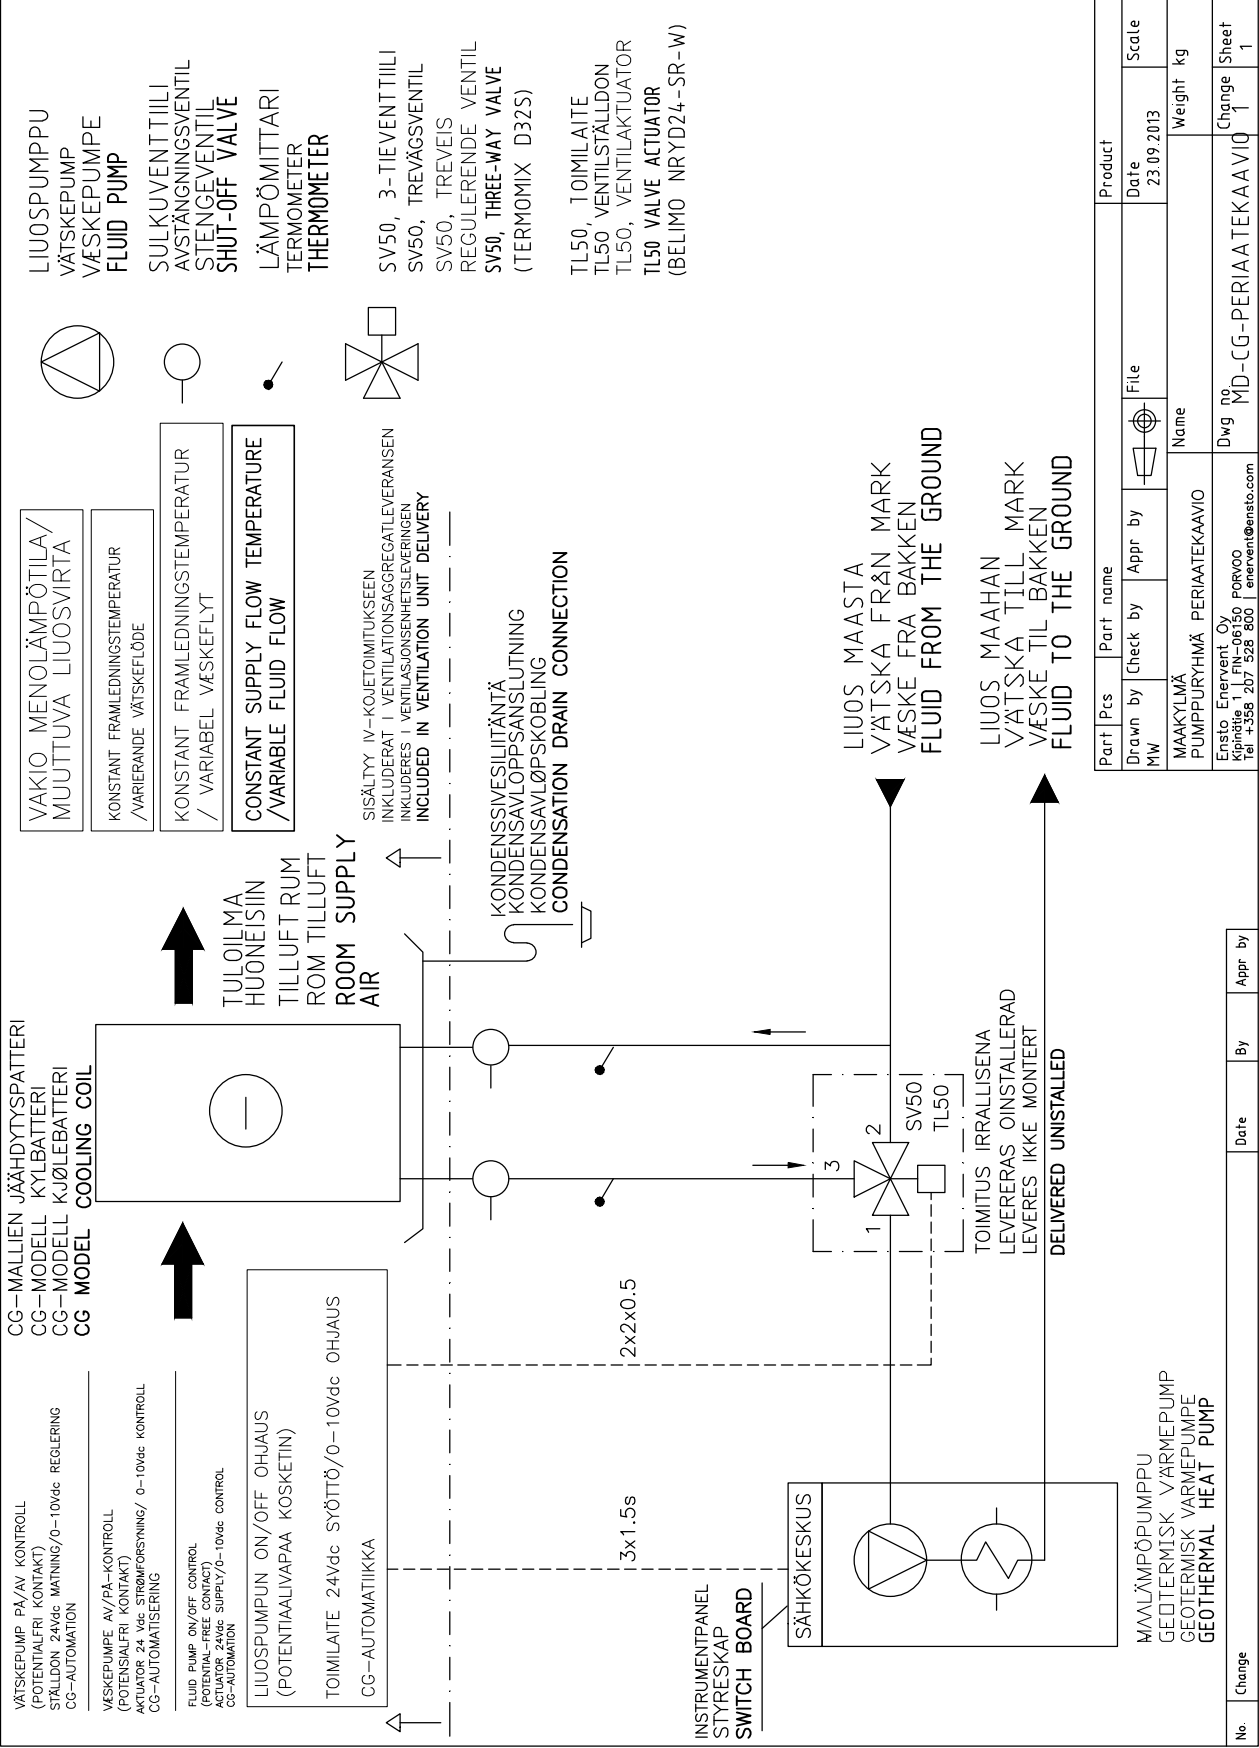 CG-MALLIEN JÄÄHDYTYSPATTERI
CG-MODELL KYLBATTERI
CG-MODELL KJØLEBATTERI
CG MODEL COOLING COIL
VÄTSKEPUMP PÅ/AV KONTROLL
(POTENTIALFRI KONTAKT)
STÄLLDON 24Vdc MATNING/0-10Vdc REGLERING
CG-AUTOMATION
VÆSKEPUMPE AV/PÅ-KONTROLL
(POTENSIALFRI KONTAKT)
AKTUATOR 24 Vdc STRØMFORSYNING/ 0-10Vdc KONTROLL
CG-AUTOMATISERING
FLUID PUMP ON/OFF CONTROL
(POTENTIAL-FREE CONTACT)
ACTUATOR 24Vdc SUPPLY/0-10Vdc CONTROL
CG-AUTOMATION
LIUOSPUMPUN ON/OFF OHJAUS
(POTENTIAALIVAPAA KOSKETIN)
TOIMILAITE 24Vdc SYÖTTÖ/0-10Vdc OHJAUS
CG-AUTOMATIIKKA
TULOILMA
HUONEISIIN
TILLUFT RUM
ROM TILLUFT
ROOM SUPPLY
AIR
VAKIO MENOLÄMPÖTILA/
MUUTTUVA LIUOSVIRTA
KONSTANT FRAMLEDNINGSTEMPERATUR
/VARIERANDE VÄTSKEFLÖDE
KONSTANT FRAMLEDNINGSTEMPERATUR
/ VARIABEL VÆSKEFLYT
CONSTANT SUPPLY FLOW TEMPERATURE
/VARIABLE FLUID FLOW
LIUOSPUMPPU
VÄTSKEPUMP
VÆSKEPUMPE
FLUID PUMP
SULKUVENTTIILI
AVSTÄNGNINGSVENTIL
STENGEVENTIL
SHUT-OFF VALVE
LÄMPÖMITTARI
TERMOMETER
THERMOMETER
SV50, 3-TIEVENTTIILI
SV50, TREVÄGSVENTIL
SV50, TREVEIS
REGULERENDE VENTIL
SV50, THREE-WAY VALVE
(TERMOMIX D32S)
TL50, TOIMILAITE
TL50 VENTILSTÄLLDON
TL50, VENTILAKTUATOR
TL50 VALVE ACTUATOR
(BELIMO NRYD24-SR-W)
SISÄLTYY IV-KOJETOIMITUKSEEN
INKLUDERAT I VENTILATIONSAGGREGATLEVERANSEN
INKLUDERES I VENTILASJONSENHETSLEVERINGEN
INCLUDED IN VENTILATION UNIT DELIVERY
KONDENSSIVESILIITÄNTÄ
KONDENSAVLOPPSANSLUTNING
KONDENSAVLØPSKOBLING
CONDENSATION DRAIN CONNECTION
3x1.5s
2x2x0.5
1
3
2
SV50
TL50
TOIMITUS IRRALLISENA
LEVERERAS OINSTALLERAD
LEVERES IKKE MONTERT
DELIVERED UNISTALLED
LIUOS MAASTA
VÄTSKA FRÅN MARK
VÆSKE FRA BAKKEN
FLUID FROM THE GROUND
LIUOS MAAHAN
VÄTSKA TILL MARK
VÆSKE TIL BAKKEN
FLUID TO THE GROUND
INSTRUMENTPANEL
STYRESKAP
SWITCH BOARD
SÄHKÖKESKUS
MAALÄMPÖPUMPPU
GEOTERMISK VÄRMEPUMP
GEOTERMISK VARMEPUMPE
GEOTHERMAL HEAT PUMP
Part Pcs Part name Product
Drawn by Check by Appr by File Date Scale
MW 23.09.2013
MAAKYLMÄ
PUMPPURYHMÄ PERIAATEKAAVIO
Name Weight kg
Ensto Enervent Oy
Kipinätie 1 FIN-06150 PORVOO
Tel +358 207 528 800 | enervent@ensto.com
Dwg no. Change Sheet
MD-CG-PERIAATEKAAVIO 1 1
No. Change Date By Appr by